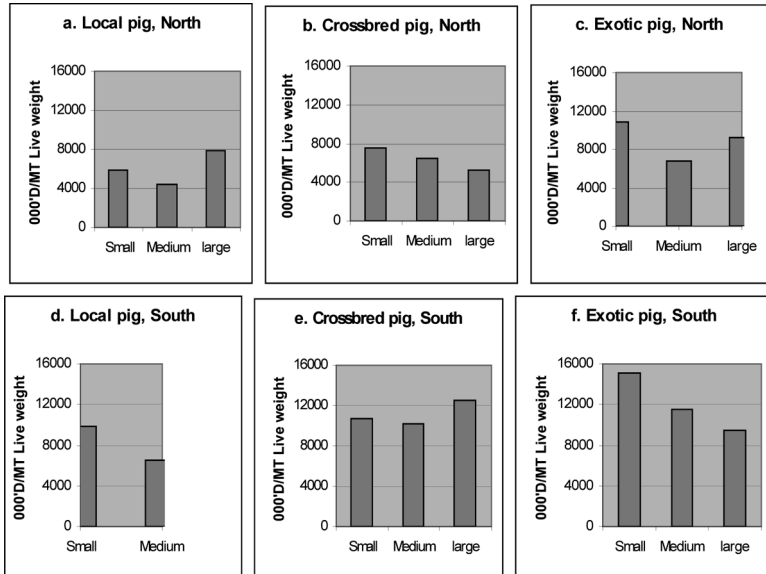 a. Local pig, North
000'D/MT Live weight
16000
12000
8000
4000
0
Small Medium large
b. Crossbred pig, North
000'D/MT Live weight
16000
12000
8000
4000
0
Small Medium large
c. Exotic pig, North
000'D/MT Live weight
16000
12000
8000
4000
0
Small Medium large
d. Local pig, South
000'D/MT Live weight
16000
12000
8000
4000
0
Small Medium
e. Crossbred pig, South
000'D/MT Live weight
16000
12000
8000
4000
0
Small Medium large
f. Exotic pig, South
000'D/MT Live weight
16000
12000
8000
4000
0
Small Medium large